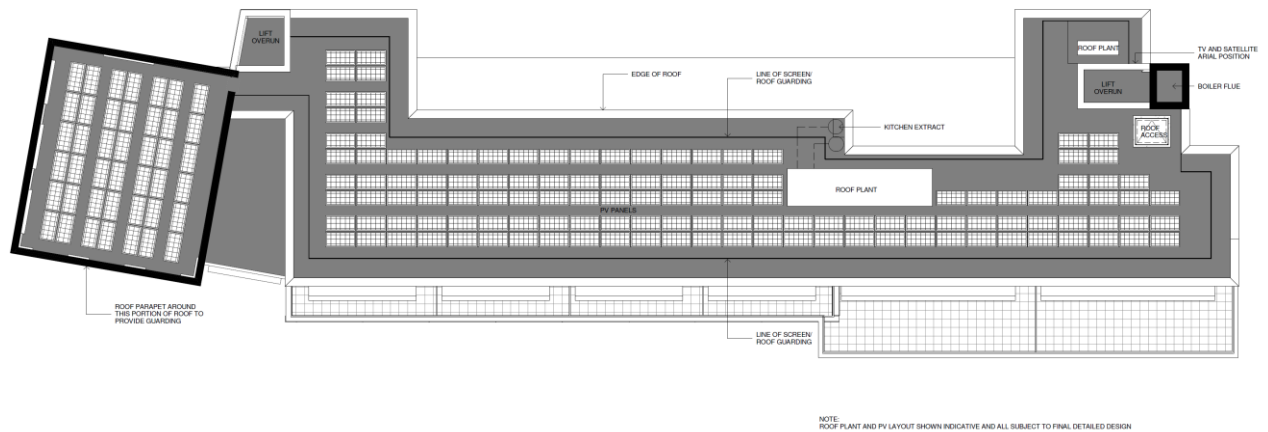 LIFT
OVERUN
ROOF PLANT
TV AND SATELLITE
ARIAL POSITION
EDGE OF ROOF
LINE OF SCREEN/
ROOF GUARDING
LIFT
OVERUN
BOILER FLUE
KITCHEN EXTRACT
ROOF
ACCESS
ROOF PLANT
PV PANELS
ROOF PARAPET AROUND
THIS PORTION OF ROOF TO
PROVIDE GUARDING
LINE OF SCREEN/
ROOF GUARDING
NOTE:
ROOF PLANT AND PV LAYOUT SHOWN INDICATIVE AND ALL SUBJECT TO FINAL DETAILED DESIGN